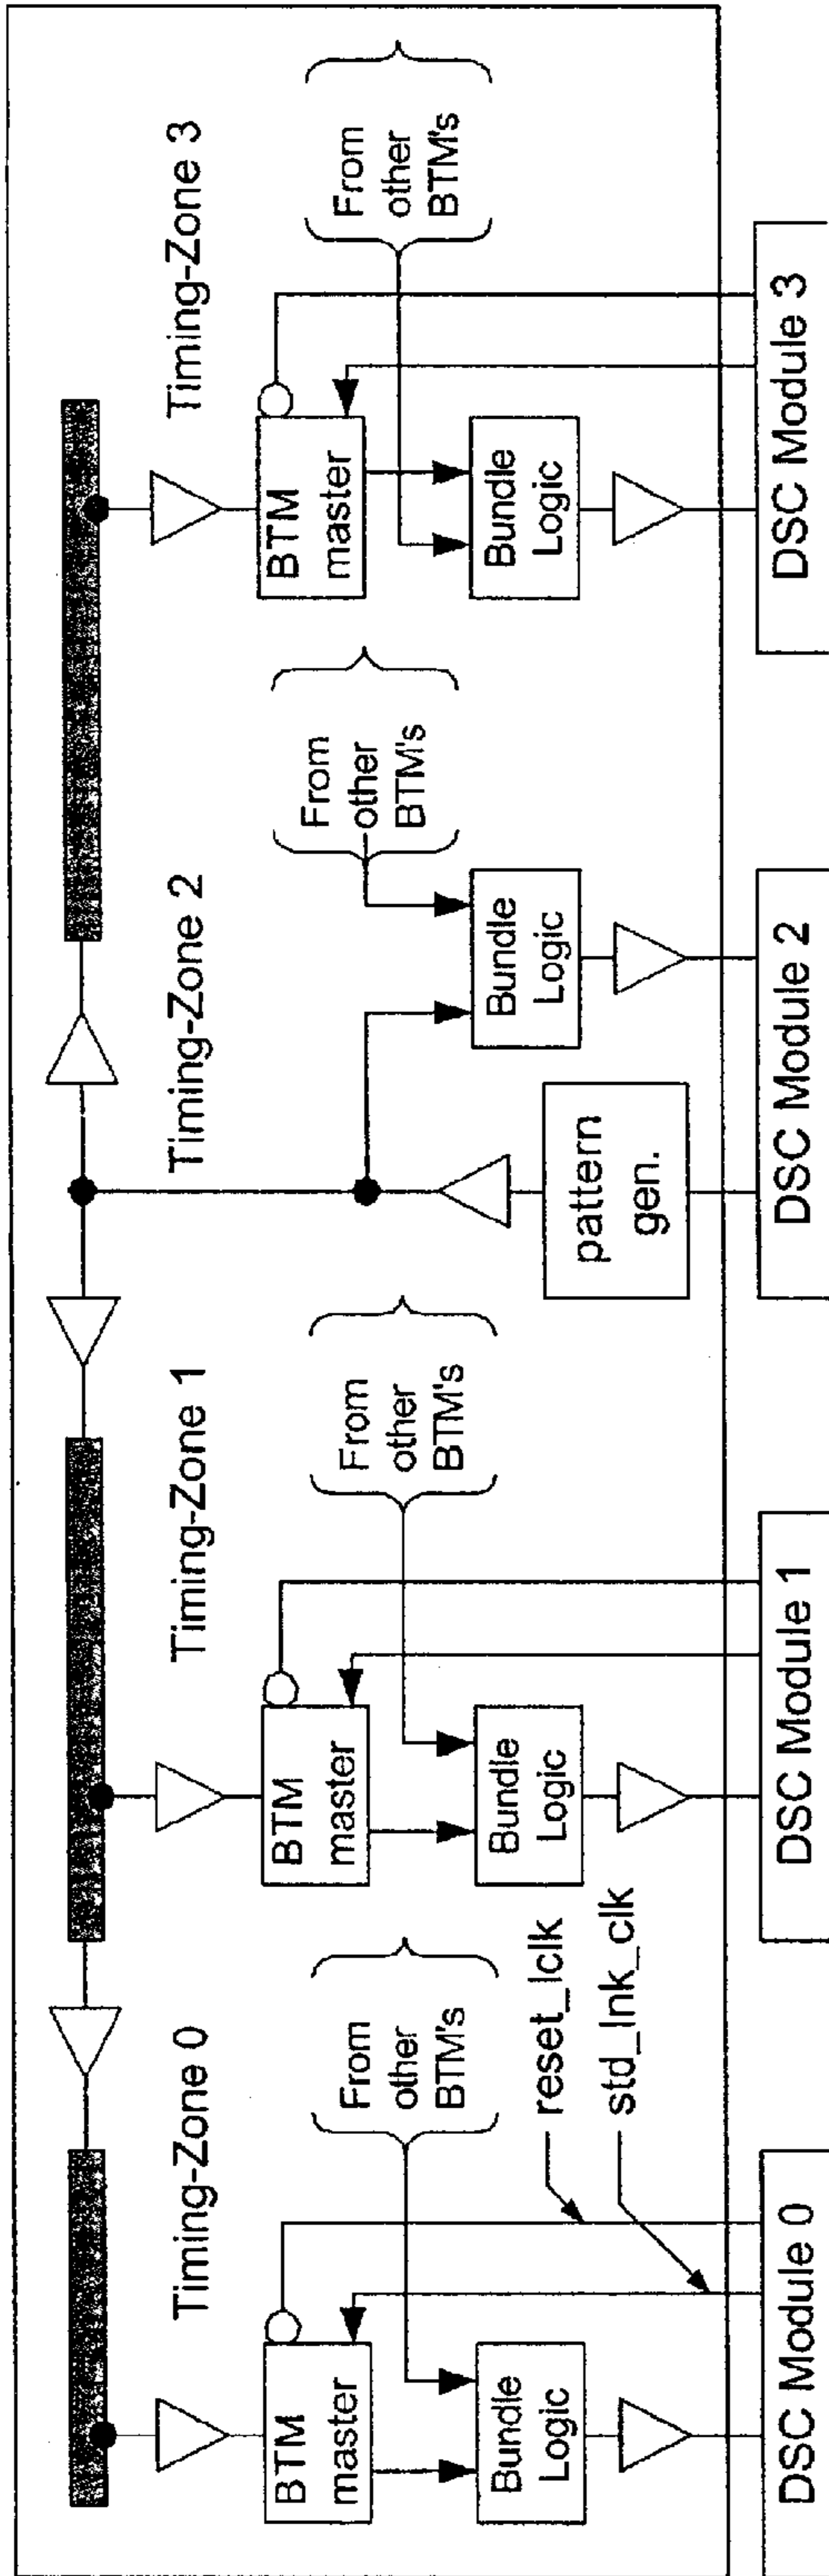 Timing-Zone 0
Timing-Zone 1
Timing-Zone 2
Timing-Zone 3
BTM
master
From
other
BTM's
Bundle
Logic
reset_lclk
std_lnk_clk
DSC Module 0
BTM
master
From
other
BTM's
Bundle
Logic
DSC Module 1
pattern
gen.
From
other
BTM's
Bundle
Logic
DSC Module 2
BTM
master
From
other
BTM's
Bundle
Logic
DSC Module 3